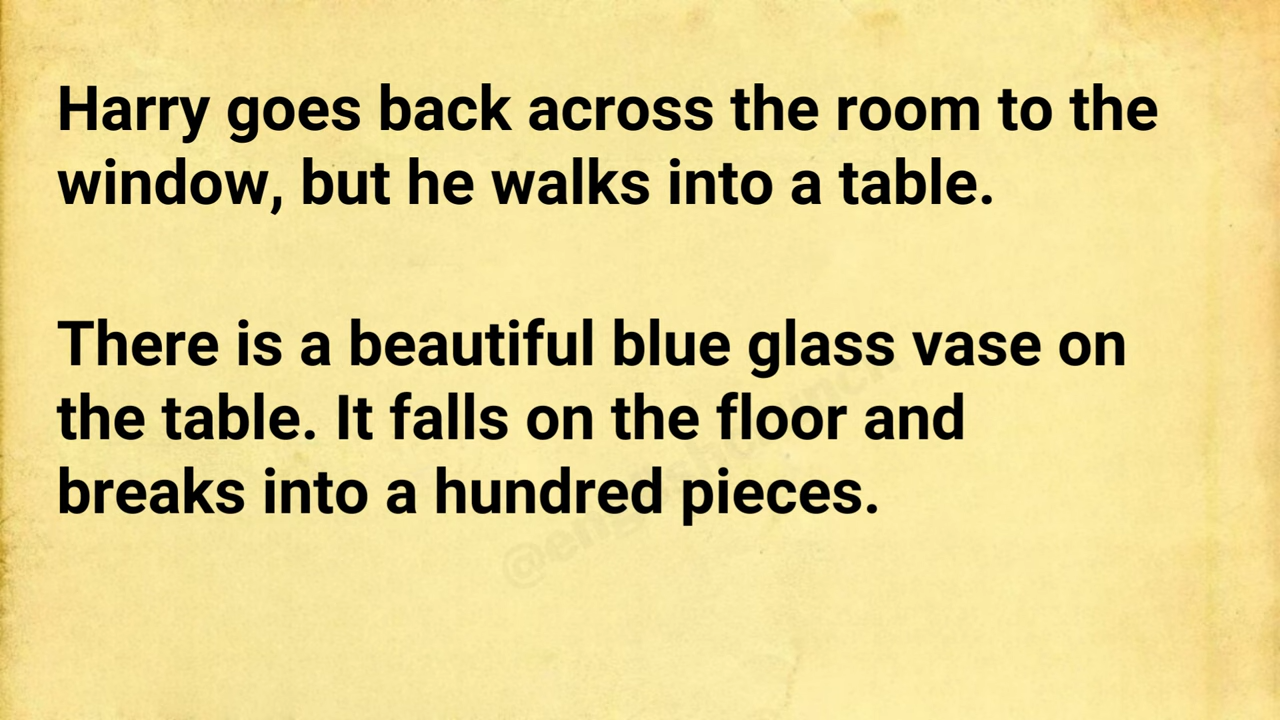 Harry goes back across the room to the
window, but he walks into a table.
There is a beautiful blue glass vase on
the table. It falls on the floor and
breaks into a hundred pieces.